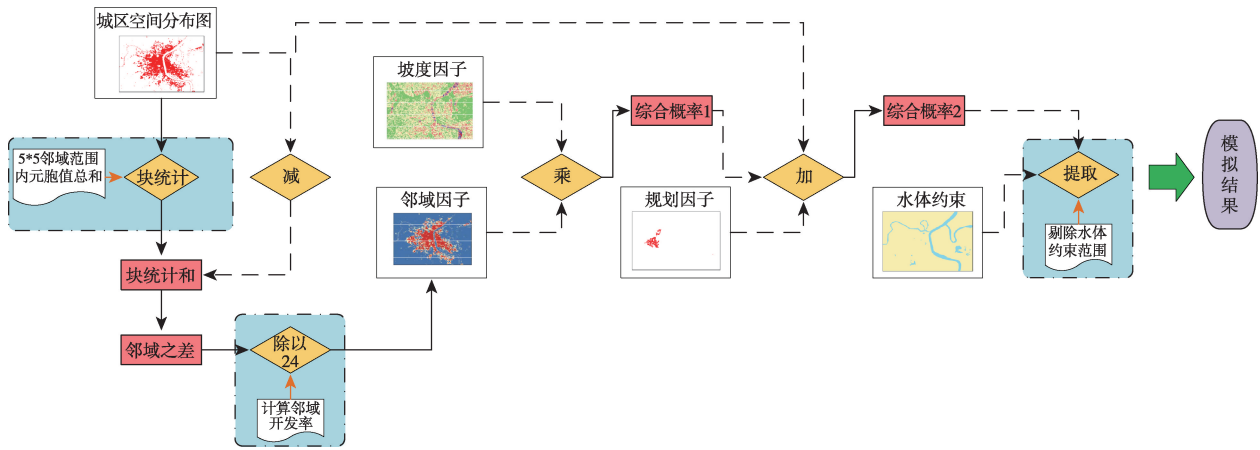 城区空间分布图
5*5邻域范围
内元胞值总和
块统计
减
块统计和
邻域之差
除以
24
计算邻域
开发率
坡度因子
邻域因子
乘
综合概率1
规划因子
加
综合概率2
水体约束
提取
剔除水体
约束范围
模
拟
结
果